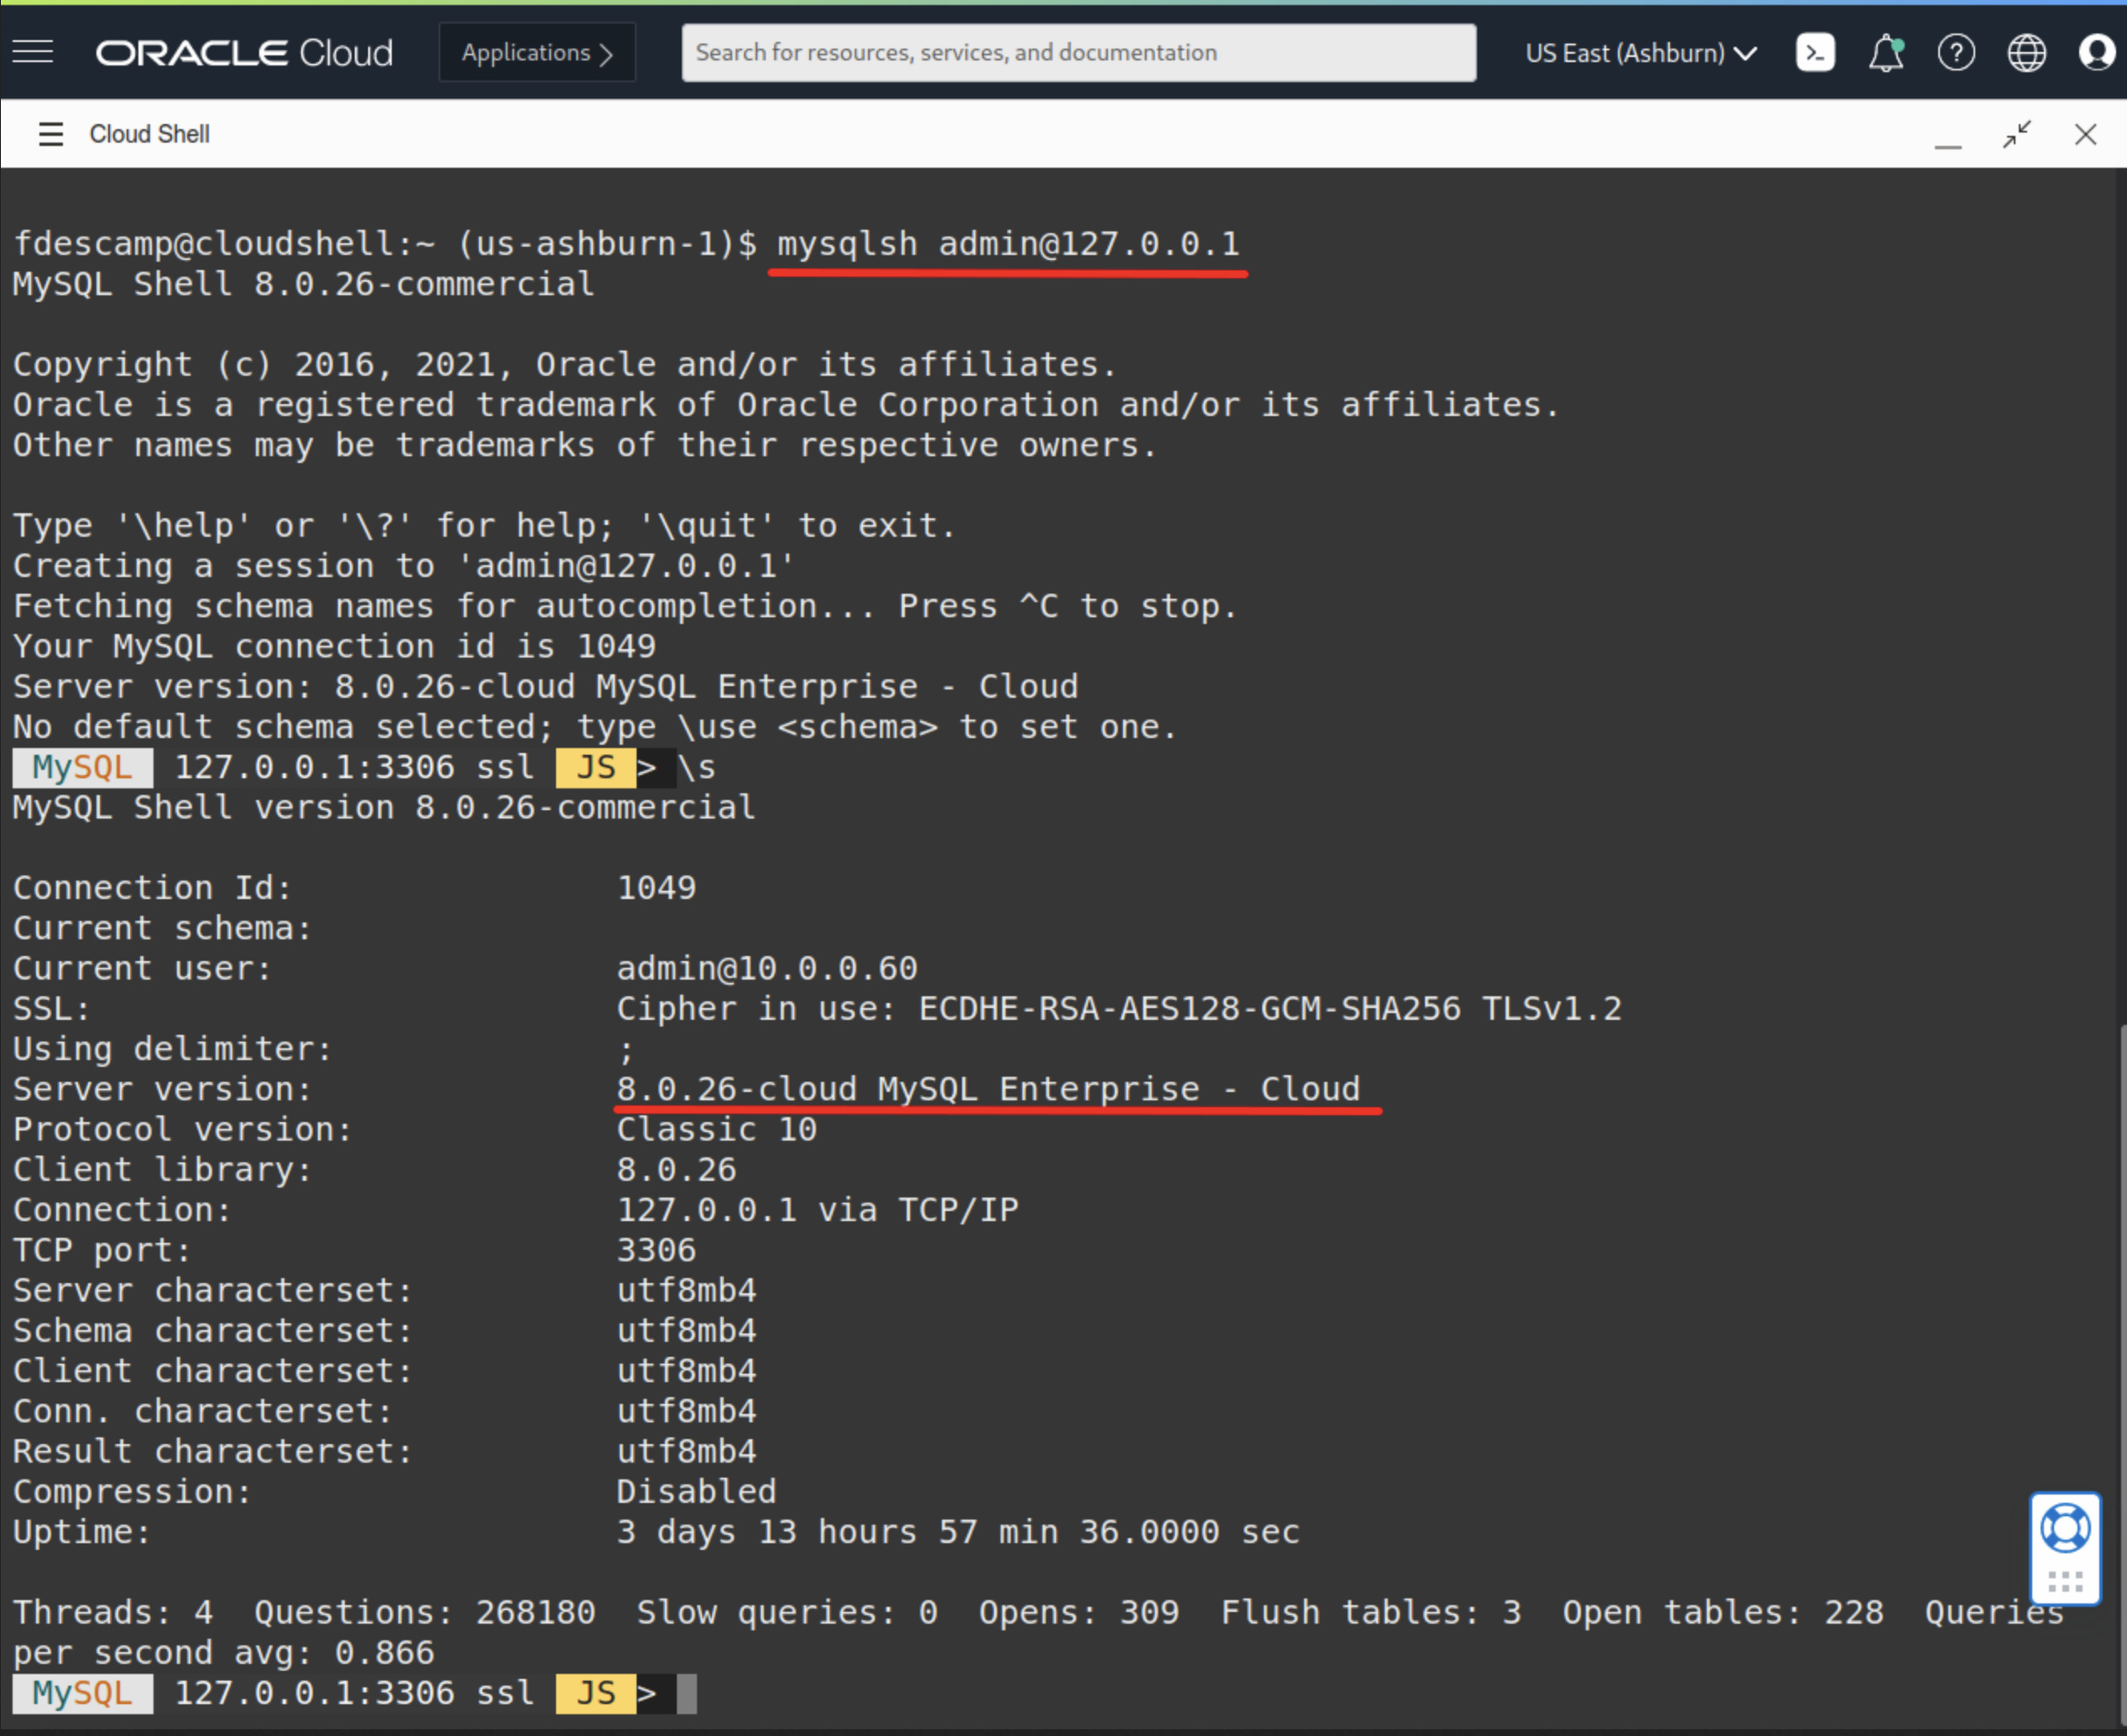 ORACLE Cloud Applications > Search for resources, services, and documentation US East (Ashburn)
Cloud Shell
fdescamp@cloudshell:~ (us-ashburn-1)$ mysqlsh admin@127.0.0.1
MySQL Shell 8.0.26-commercial
Copyright (c) 2016, 2021, Oracle and/or its affiliates.
Oracle is a registered trademark of Oracle Corporation and/or its affiliates.
Other names may be trademarks of their respective owners.
Type '\help' or '\?' for help; '\quit' to exit.
Creating a session to 'admin@127.0.0.1'
Fetching schema names for autocompletion... Press ^C to stop.
Your MySQL connection id is 1049
Server version: 8.0.26-cloud MySQL Enterprise - Cloud
No default schema selected; type \use <schema> to set one.
MySQL 127.0.0.1:3306 ssl JS > \s
MySQL Shell version 8.0.26-commercial
Connection Id: 1049
Current schema:
Current user: admin@10.0.0.60
SSL: Cipher in use: ECDHE-RSA-AES128-GCM-SHA256 TLSv1.2
Using delimiter: ;
Server version: 8.0.26-cloud MySQL Enterprise - Cloud
Protocol version: Classic 10
Client library: 8.0.26
Connection: 127.0.0.1 via TCP/IP
TCP port: 3306
Server characterset: utf8mb4
Schema characterset: utf8mb4
Client characterset: utf8mb4
Conn. characterset: utf8mb4
Result characterset: utf8mb4
Compression: Disabled
Uptime: 3 days 13 hours 57 min 36.0000 sec
Threads: 4 Questions: 268180 Slow queries: 0 Opens: 309 Flush tables: 3 Open tables: 228 Queries
per second avg: 0.866
MySQL 127.0.0.1:3306 ssl JS >